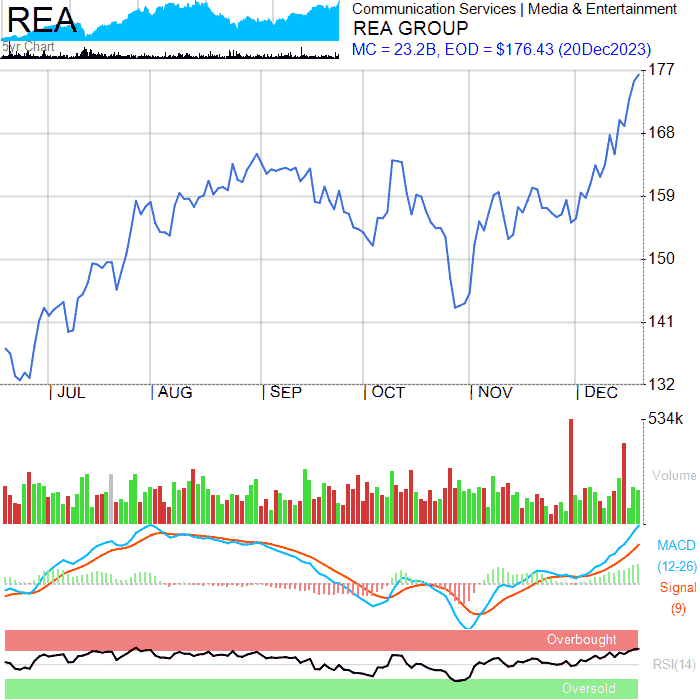 REA
5yr Chart
Communication Services | Media & Entertainment
REA GROUP
MC = 23.2B, EOD = $176.43 (20Dec2023)
177
168
159
150
141
132
JUL AUG SEP OCT NOV DEC
534k
Volume
MACD
(12-26)
Signal
(9)
Overbought
RSI(14)
Oversold